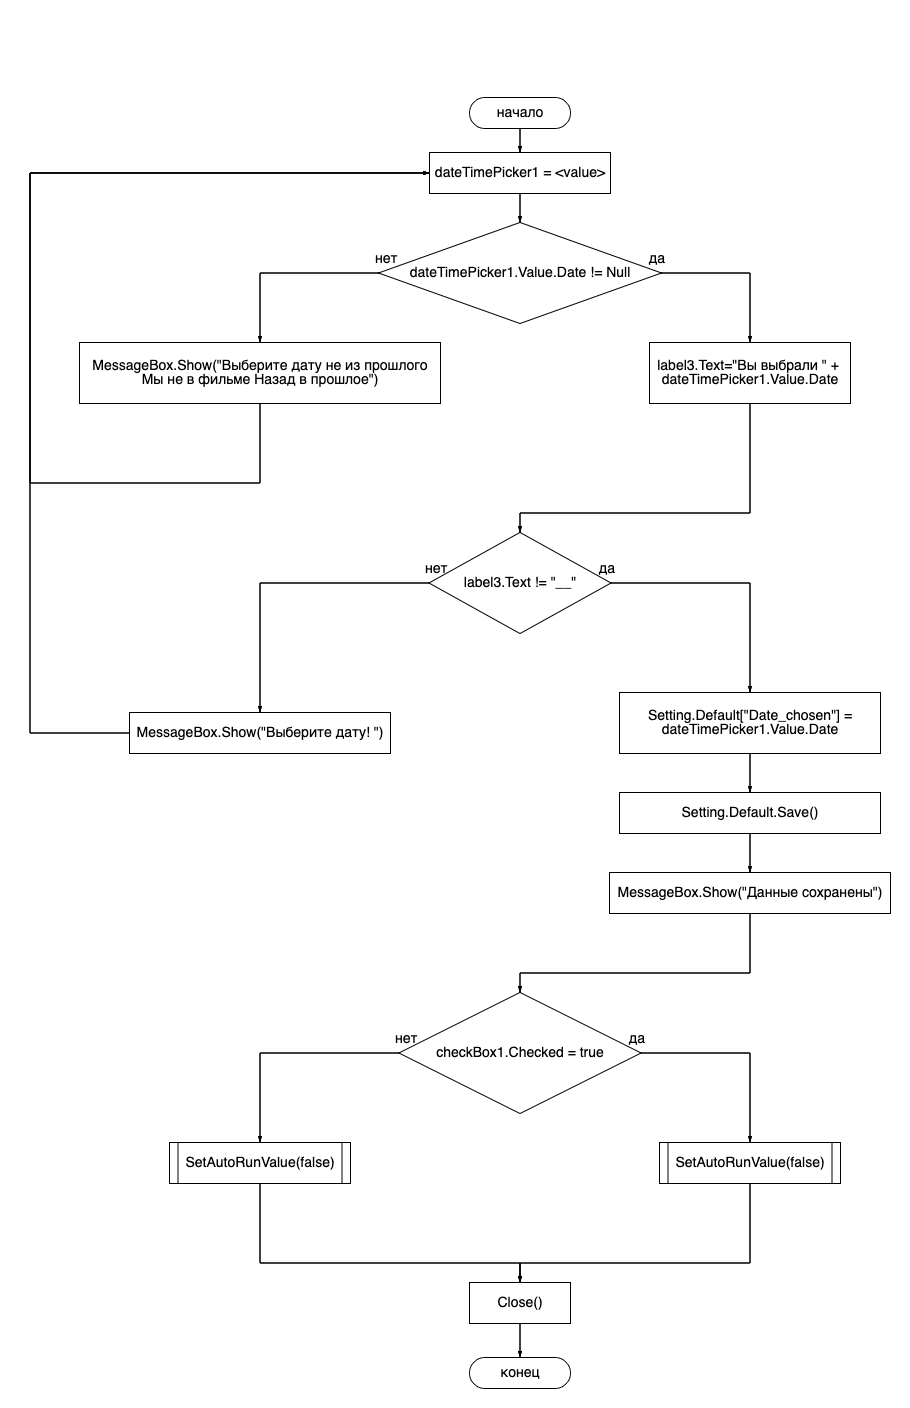 начало
dateTimePicker1 = <value>
нет
да
dateTimePicker1.Value.Date != Null
MessageBox.Show("Выберите дату не из прошлого
Мы не в фильме Назад в прошлое")
label3.Text="Вы выбрали " +
dateTimePicker1.Value.Date
нет
да
label3.Text != "__"
MessageBox.Show("Выберите дату! ")
Setting.Default["Date_chosen"] =
dateTimePicker1.Value.Date
Setting.Default.Save()
MessageBox.Show("Данные сохранены")
нет
да
checkBox1.Checked = true
SetAutoRunValue(false)
SetAutoRunValue(false)
Close()
конец